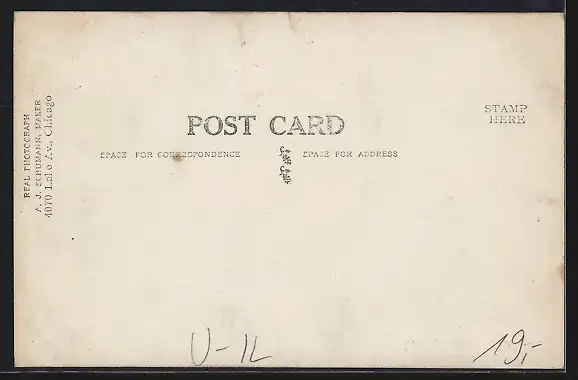 REAL PHOTOGRAPH
A. J. SCHUMANN, MAKER
4070 Lake Av., Chicago
POST CARD
STAMP
HERE
SPACE FOR CORRESPONDENCE
SPACE FOR ADDRESS
U-IL
19,-